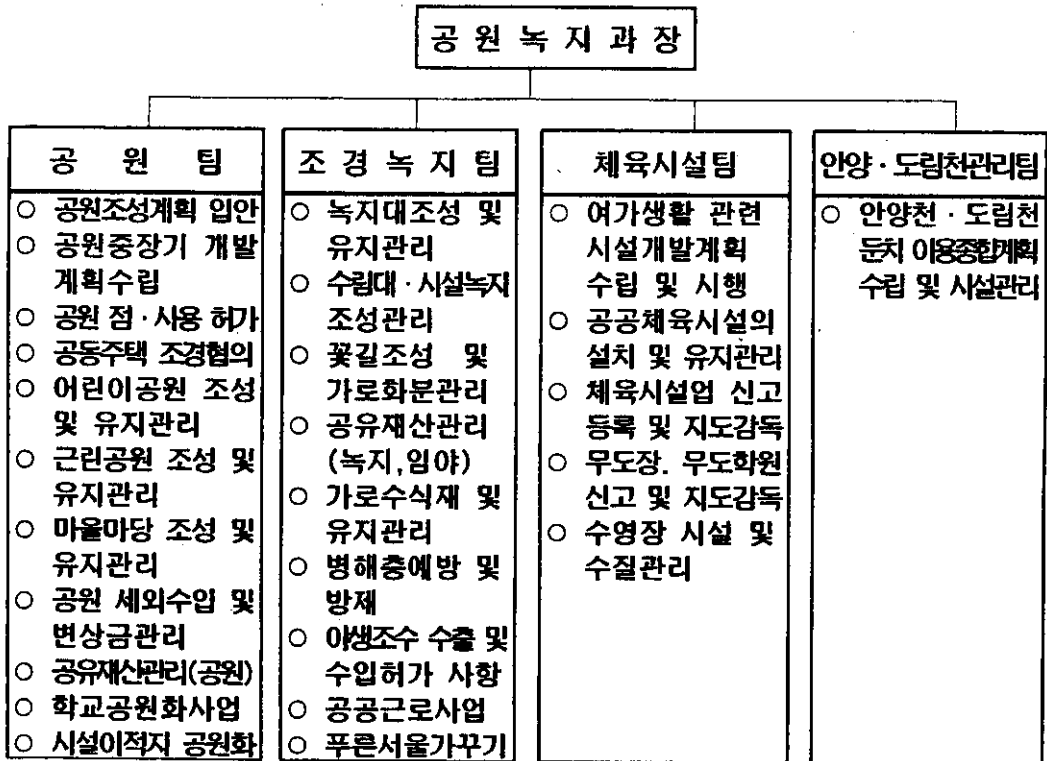 공원녹지과장
공 원 팀
○ 공원조성계획 입안
○ 공원중장기 개발
계획수립
○ 공원 점·사용 허가
○ 공동주택 조경협의
○ 어린이공원 조성
및 유지관리
○ 근린공원 조성 및
유지관리
○ 마을마당 조성 및
유지관리
○ 공원 세외수입 및
변상금관리
○ 공유재산관리(공원)
○ 학교공원화사업
○ 시설이적지 공원화
조 경 녹 지 팀
○ 녹지대조성 및
유지관리
○ 수림대·시설녹지
조성관리
○ 꽃길조성 및
가로화분관리
○ 공유재산관리
(녹지,임야)
○ 가로수식재 및
유지관리
○ 병해충예방 및
방제
○ 야생조수 수출 및
수입허가 사항
○ 공공근로사업
○ 푸른서울가꾸기
체육시설팀
○ 여가생활 관련
시설개발계획
수립 및 시행
○ 공공체육시설의
설치 및 유지관리
○ 체육시설업 신고
등록 및 지도감독
○ 무도장. 무도학원
신고 및 지도감독
○ 수영장 시설 및
수질관리
안양·도림천관리팀
○ 안양천·도림천
둔치 이용종합계획
수립 및 시설관리